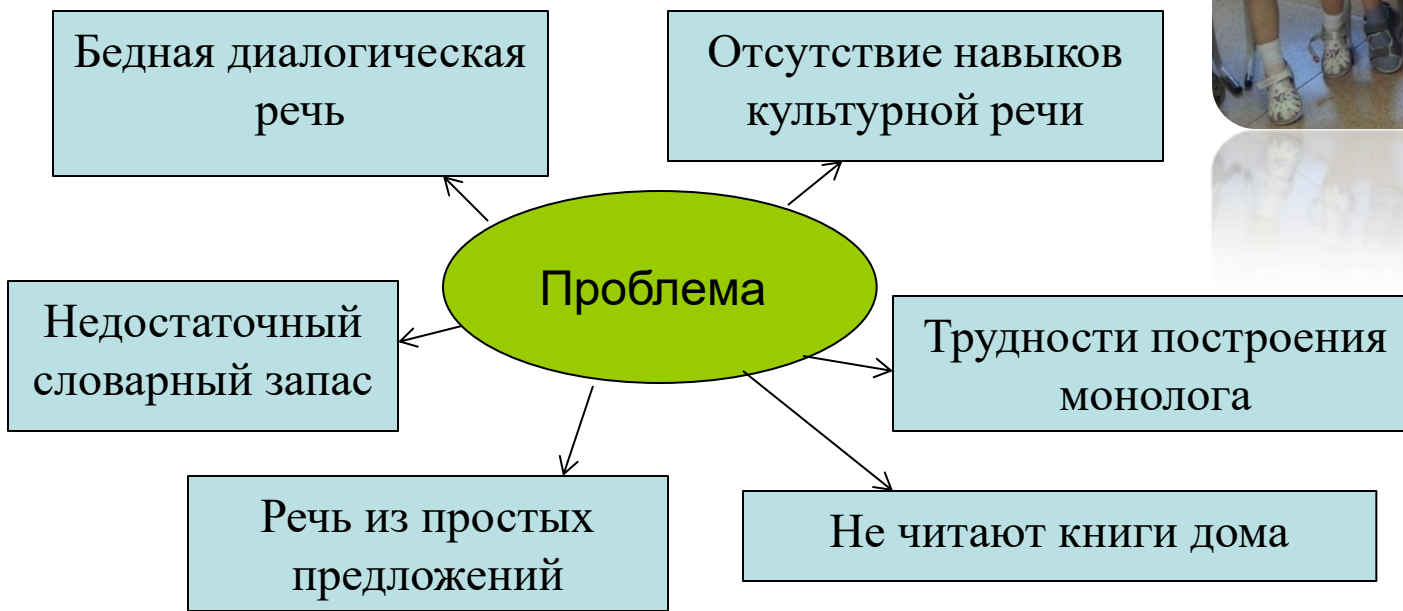 Бедная диалогическая
речь
Отсутствие навыков
культурной речи
Проблема
Недостаточный
словарный запас
Трудности построения
монолога
Речь из простых
предложений
Не читают книги дома